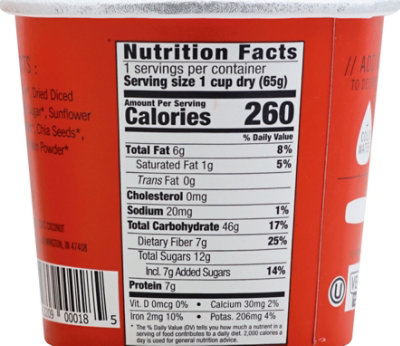 Nutrition Facts
1 servings per container
Serving size 1 cup dry (65g)
Amount Per Serving
Calories 260
% Daily Value
Total Fat 6g 8%
Saturated Fat 1g 5%
Trans Fat 0g
Cholesterol 0mg
Sodium 20mg 1%
Total Carbohydrate 46g 17%
Dietary Fiber 7g 25%
Total Sugars 12g
Incl. 7g Added Sugars 14%
Protein 7g
Vit. D 0mcg 0% • Calcium 30mg 2%
Iron 2mg 10% • Potas. 206mg 4%
* The % Daily Value (DV) tells you how much a nutrient in a
serving of food contributes to a daily diet. 2,000 calories a
day is used for general nutrition advice.
Dried Diced
Sunflower
Chia Seeds*,
Powder*
COCONUT
IN 47408
00018 5
// ADD
U